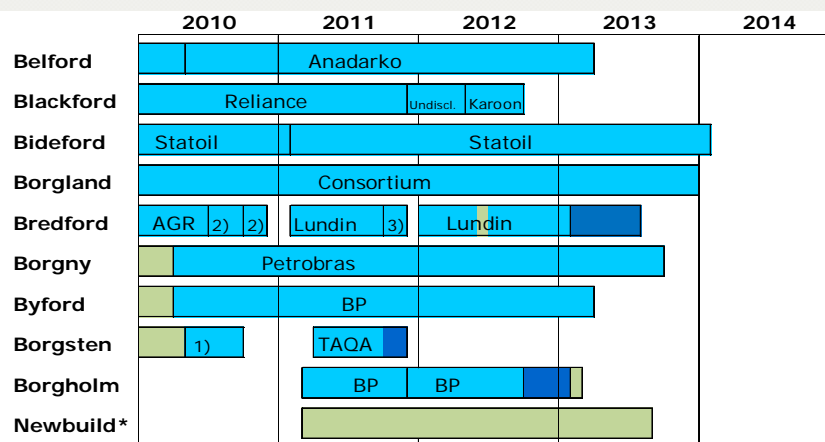 2010 2011 2012 2013 2014
Belford Anadarko
Blackford Reliance Undiscl. Karoon
Bideford Statoil Statoil
Borgland Consortium
Bredford AGR 2) 2) Lundin 3) Lundin
Borgny Petrobras
Byford BP
Borgsten 1) TAQA
Borgholm BP BP
Newbuild*